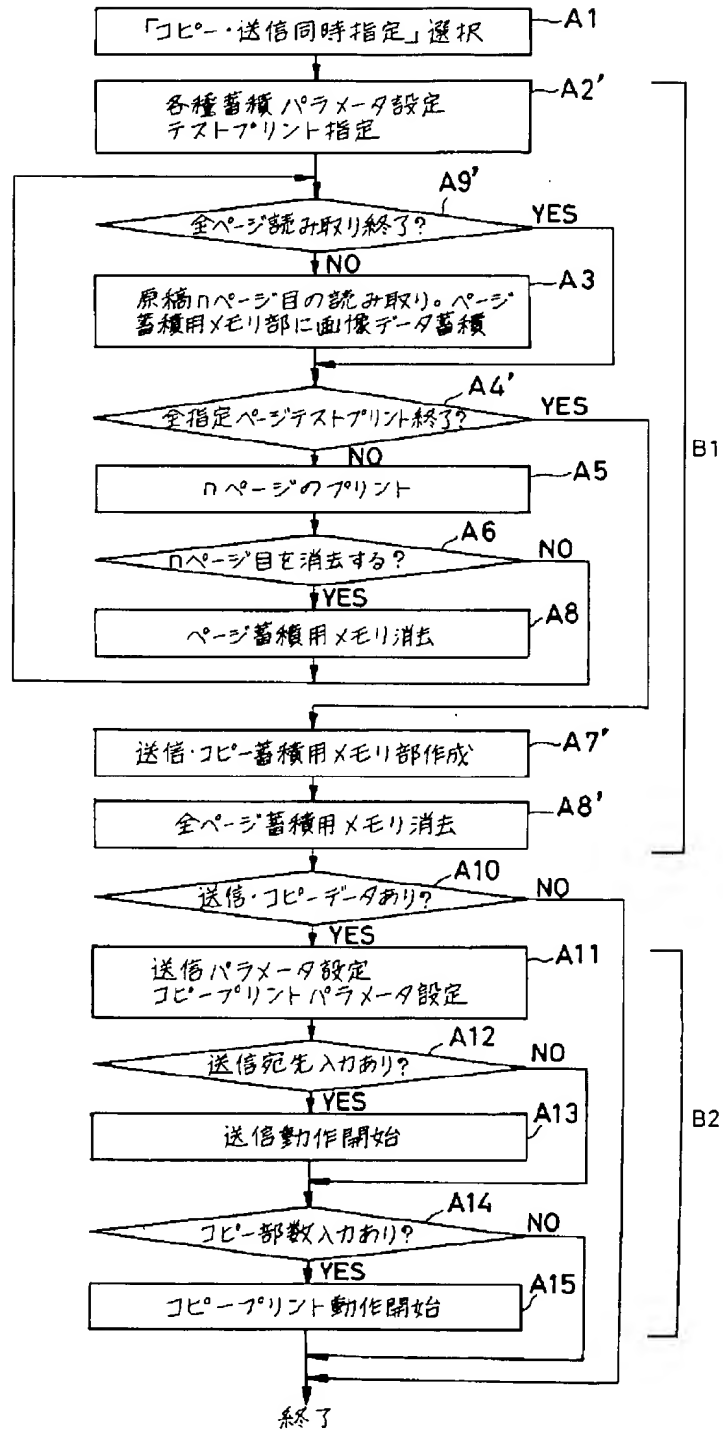 「コピー・送信同時指定」選択
A1
各種蓄積パラメータ設定
テストプリント指定
A2'
A9'
全ページ読み取り終了?
YES
NO
原稿nページ目の読み取り。ページ
蓄積用メモリ部に画像データ蓄積
A3
A4'
全指定ページテストプリント終了?
YES
NO
B1
nページのプリント
A5
A6
nページ目を消去する?
NO
YES
ページ蓄積用メモリ消去
A8
送信・コピー蓄積用メモリ部作成
A7'
全ページ蓄積用メモリ消去
A8'
A10
送信・コピーデータあり?
NO
YES
送信パラメータ設定
コピープリントパラメータ設定
A11
A12
送信宛先入力あり?
NO
YES
送信動作開始
A13
B2
A14
コピー部数入力あり?
NO
YES
コピープリント動作開始
A15
終了